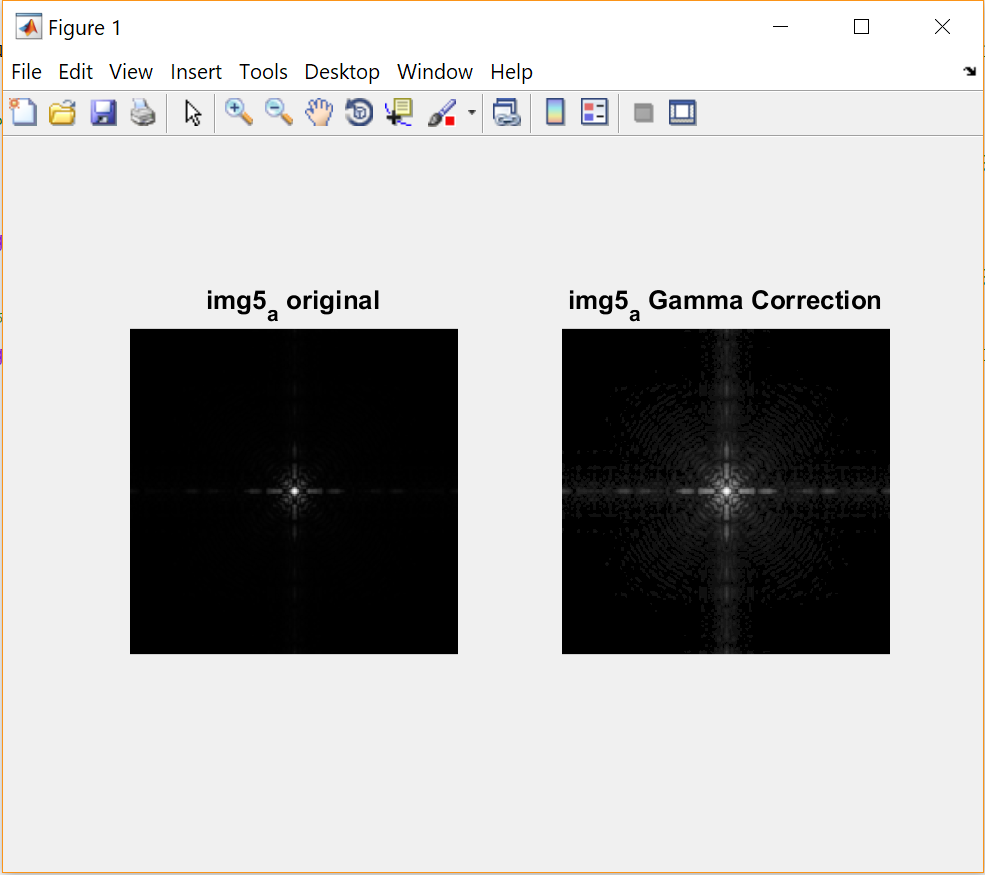 Figure 1
File Edit View Insert Tools Desktop Window Help
img5a original
img5a Gamma Correction